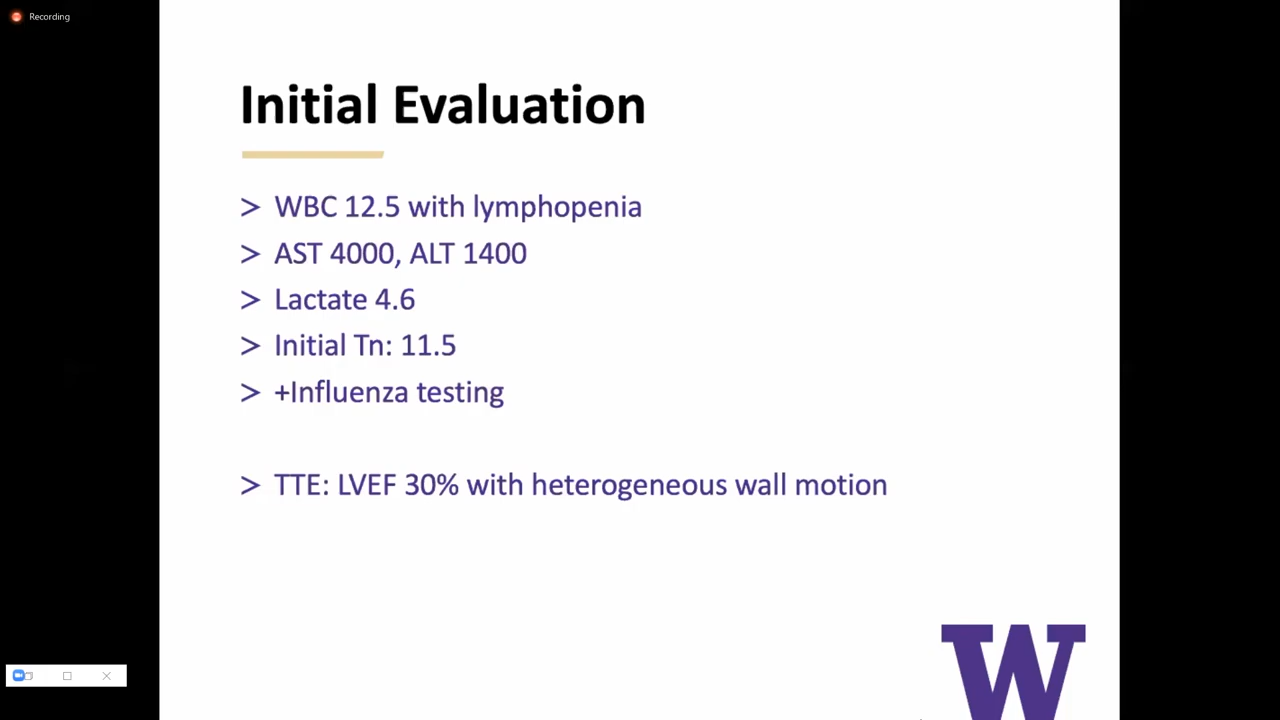 Recording
Initial Evaluation
> WBC 12.5 with lymphopenia
> AST 4000, ALT 1400
> Lactate 4.6
> Initial Tn: 11.5
> +Influenza testing
> TTE: LVEF 30% with heterogeneous wall motion
W